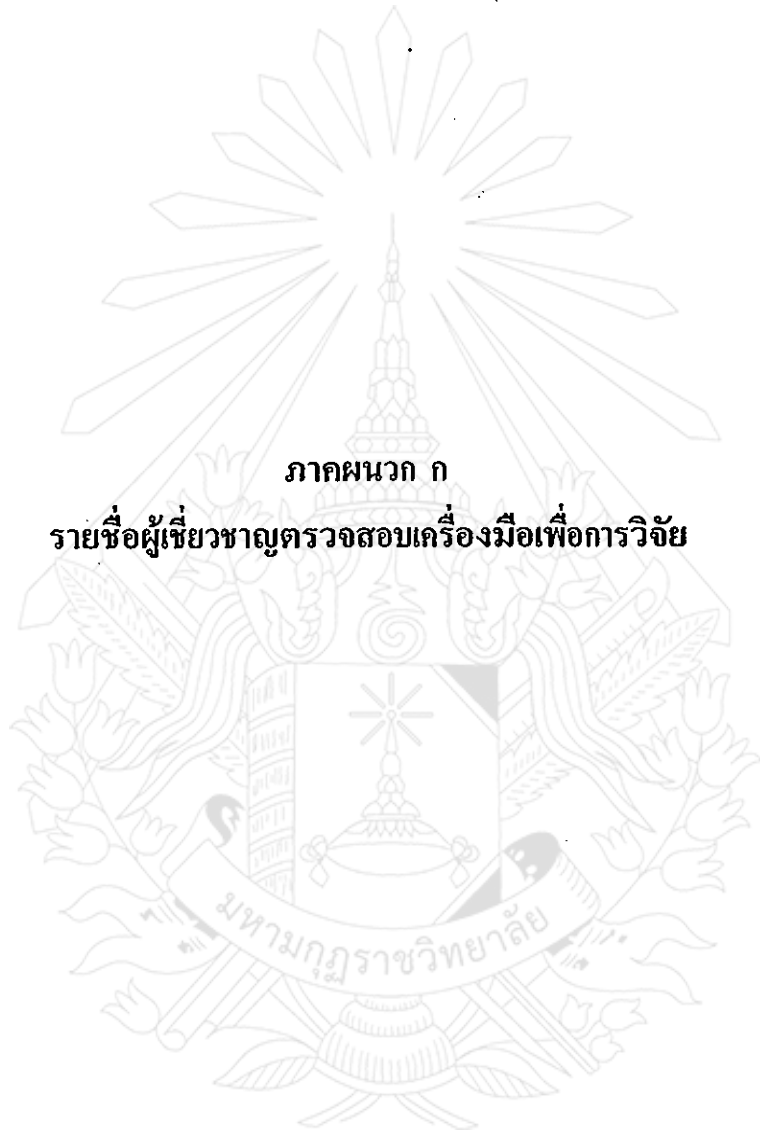 ภาคผนวก ก
รายชื่อผู้เชี่ยวชาญตรวจสอบเครื่องมือเพื่อการวิจัย
มหามกุฏราชวิทยาลัย